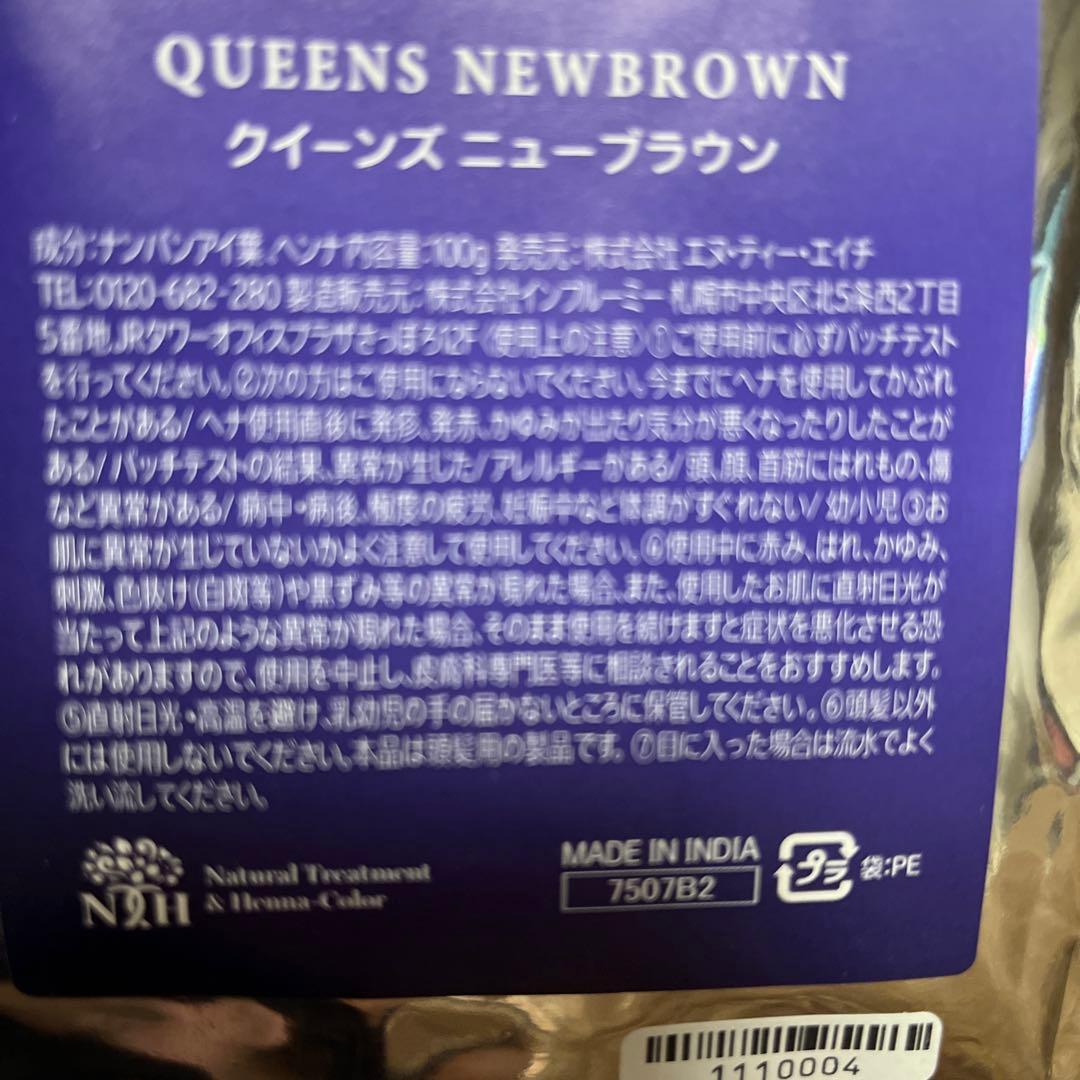 QUEENS NEWBROWN
クイーンズ ニューブラウン
成分：ナンバンアイ葉、ヘンナ 内容量：100g 発売元：株式会社 エヌ・ティー・エイチ
TEL：0120-682-280 製造販売元：株式会社インブルーミー 札幌市中央区北5条西2丁目
5番地JRタワーオフィスプラザさっぽろ12F〈使用上の注意〉①ご使用前に必ずパッチテスト
を行ってください。②次の方はご使用にならないでください。今までにヘナを使用してかぶれ
たことがある/ ヘナ使用直後に発疹、発赤、かゆみが出たり気分が悪くなったりしたことが
ある/ パッチテストの結果、異常が生じた/ アレルギーがある/ 頭、顔、首筋にはれもの、傷
など異常がある/ 病中・病後、極度の疲労、妊娠中など体調がすぐれない/ 幼小児 ③お
肌に異常が生じていないかよく注意して使用してください。④使用中に赤み、はれ、かゆみ、
刺激、色抜け(白斑等)や黒ずみ等の異常が現れた場合、また、使用したお肌に直射日光が
当たって上記のような異常が現れた場合、そのまま使用を続けますと症状を悪化させる恐
れがありますので、使用を中止し、皮膚科専門医等に相談されることをおすすめします。
⑤直射日光・高温を避け、乳幼児の手の届かないところに保管してください。⑥頭髪以外
には使用しないでください。本品は頭髪用の製品です。⑦目に入った場合は流水でよく
洗い流してください。
NTH
Natural Treatment
& Henna-Color
MADE IN INDIA
7507B2
プラ 袋:PE
1110004